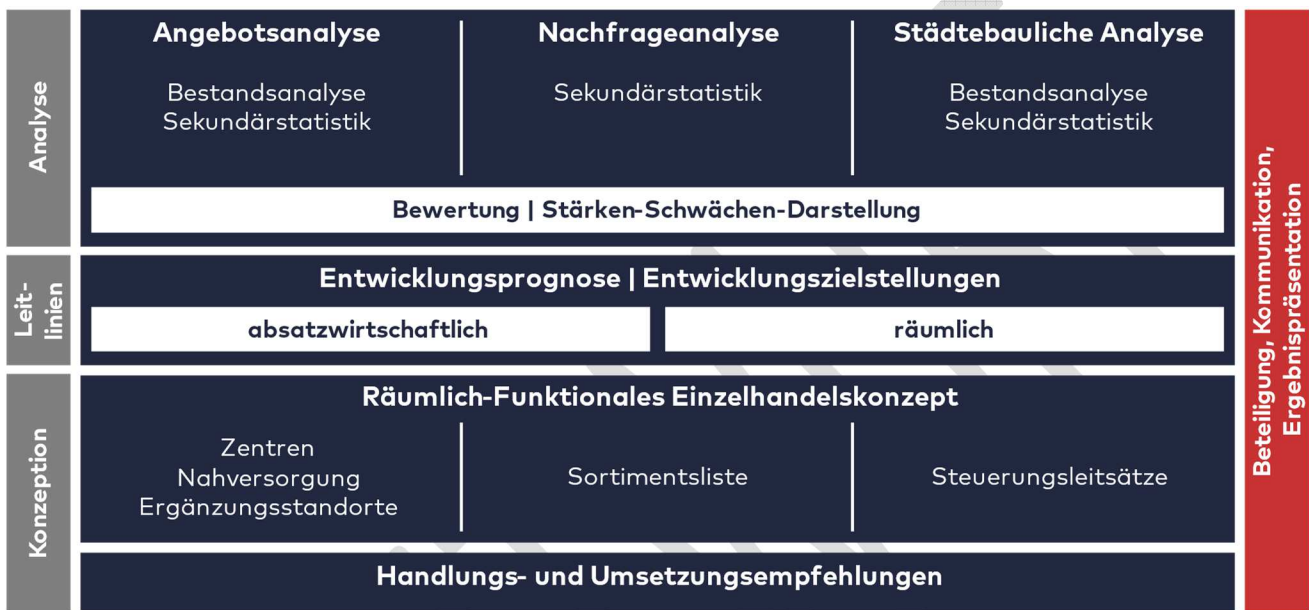 Analyse
Angebotsanalyse
Bestandsanalyse
Sekundärstatistik
Nachfrageanalyse
Sekundärstatistik
Städtebauliche Analyse
Bestandsanalyse
Sekundärstatistik
Bewertung | Stärken-Schwächen-Darstellung
Leit-
linien
Entwicklungsprognose | Entwicklungszielstellungen
absatzwirtschaftlich
räumlich
Konzeption
Räumlich-Funktionales Einzelhandelskonzept
Zentren
Nahversorgung
Ergänzungsstandorte
Sortimentsliste
Steuerungsleitsätze
Handlungs- und Umsetzungsempfehlungen
Beteiligung, Kommunikation,
Ergebnispräsentation